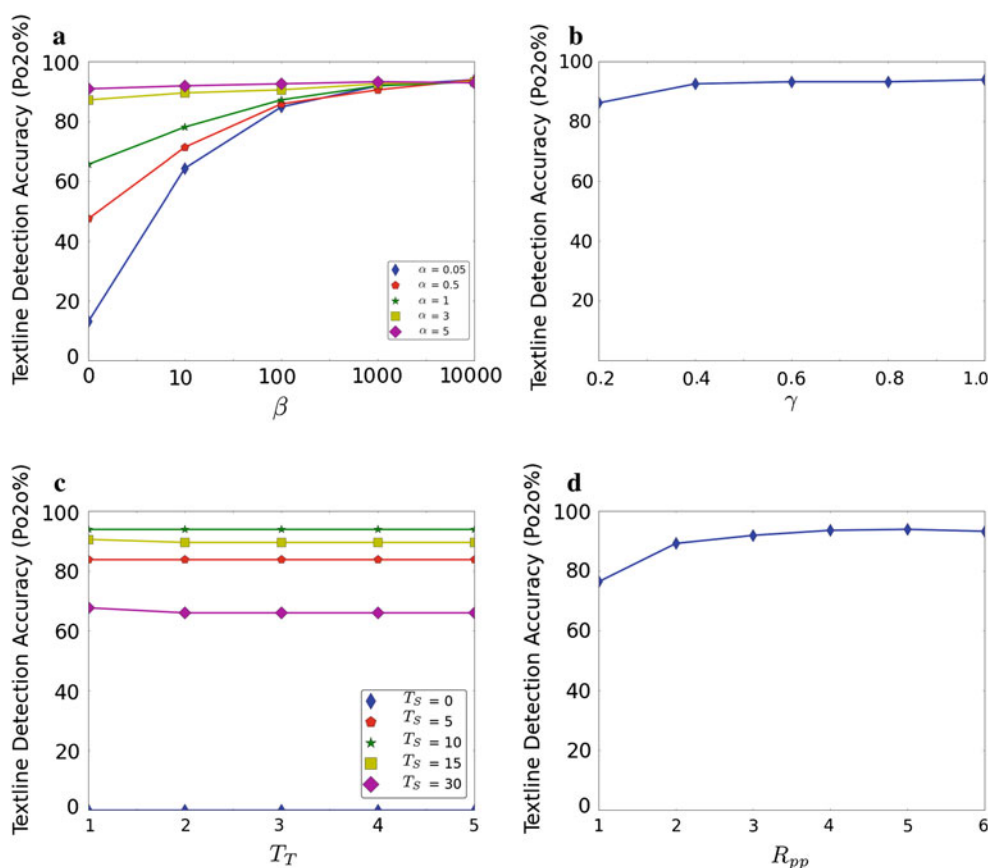 a
Textline Detection Accuracy (Po2o%)
100
80
60
40
20
0
0 10 100 1000 10000
β
α = 0.05
α = 0.5
α = 1
α = 3
α = 5
b
Textline Detection Accuracy (Po2o%)
100
80
60
40
20
0.2 0.4 0.6 0.8 1.0
γ
c
Textline Detection Accuracy (Po2o%)
100
80
60
40
20
0
1 2 3 4 5
T_T
T_S = 0
T_S = 5
T_S = 10
T_S = 15
T_S = 30
d
Textline Detection Accuracy (Po2o%)
100
80
60
40
20
0
1 2 3 4 5 6
R_pp